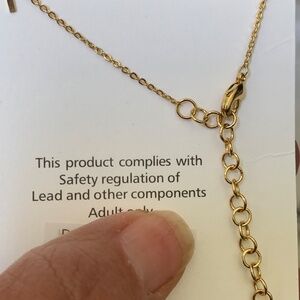 This product complies with
Safety regulation of
Lead and other components
Adult only